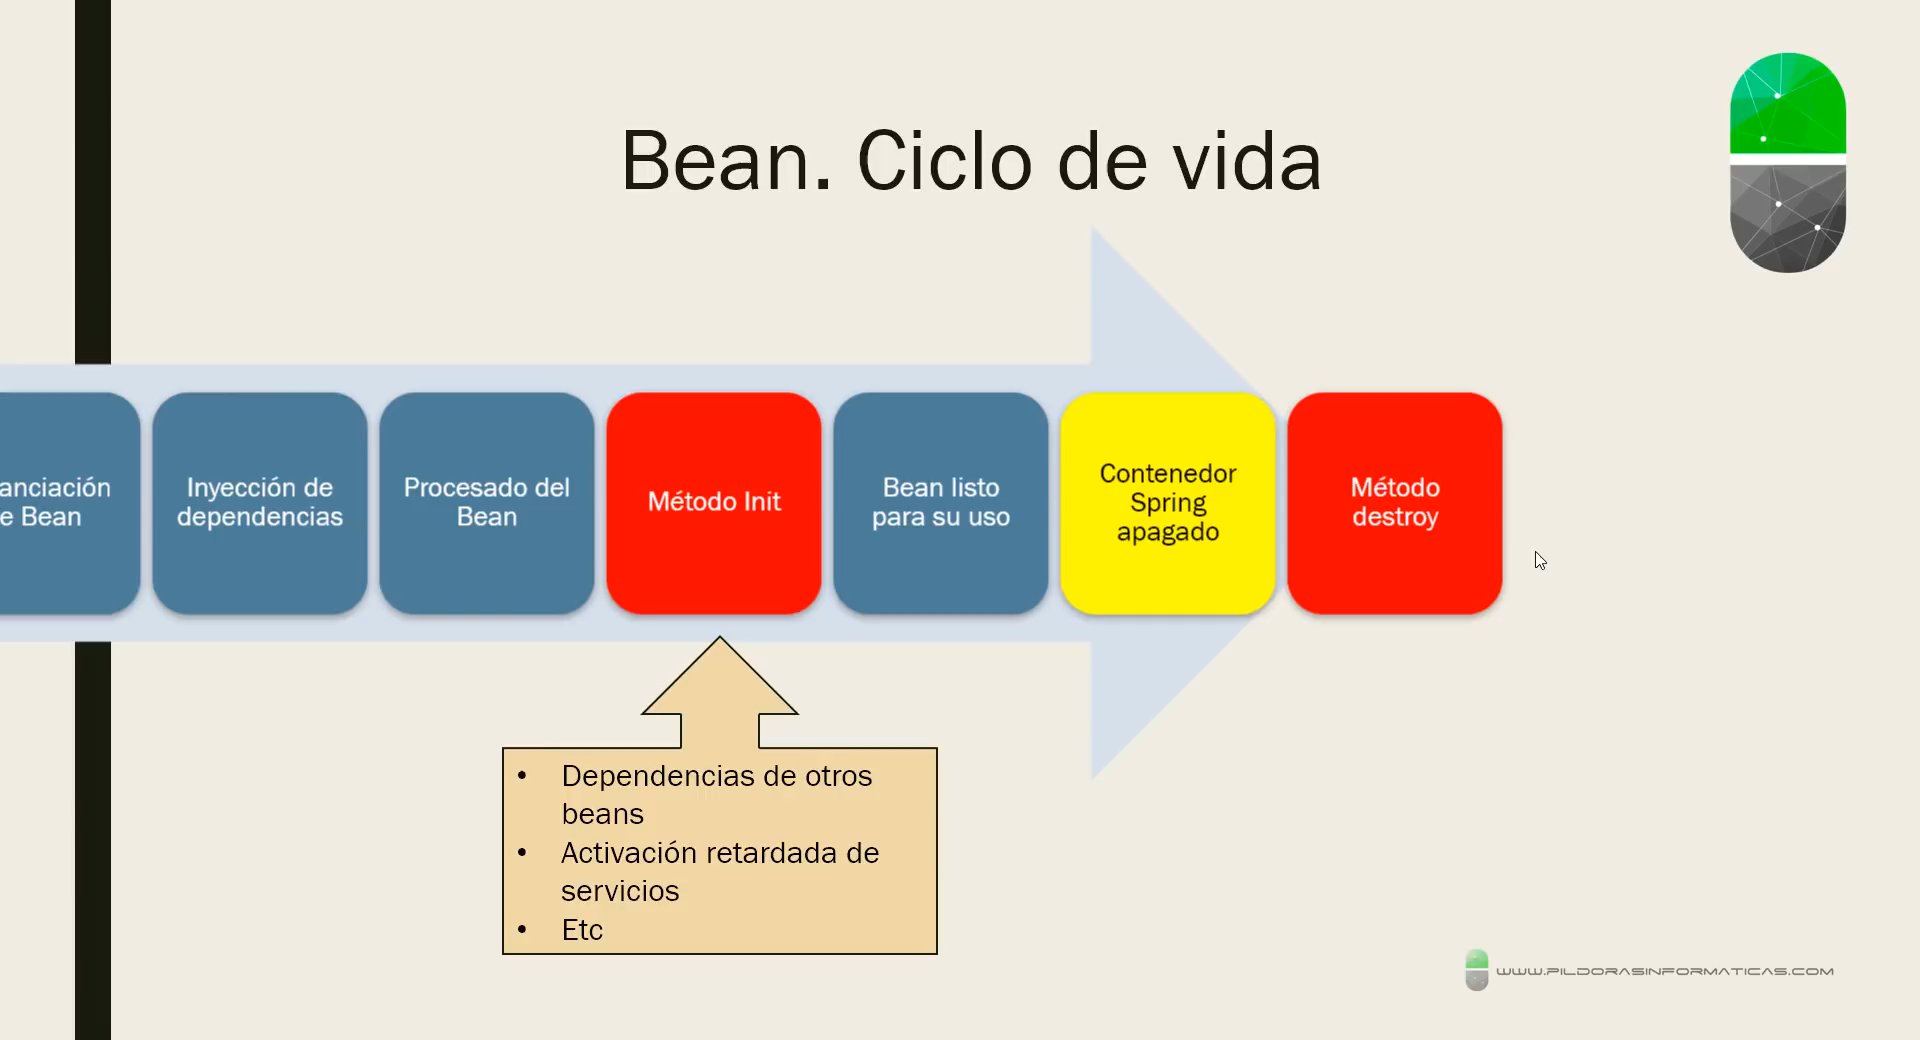 Bean. Ciclo de vida
anciación
e Bean
Inyección de
dependencias
Procesado del
Bean
Método Init
Bean listo
para su uso
Contenedor
Spring
apagado
Método
destroy
• Dependencias de otros
beans
• Activación retardada de
servicios
• Etc
WWW.PILDORASINFORMATICAS.COM